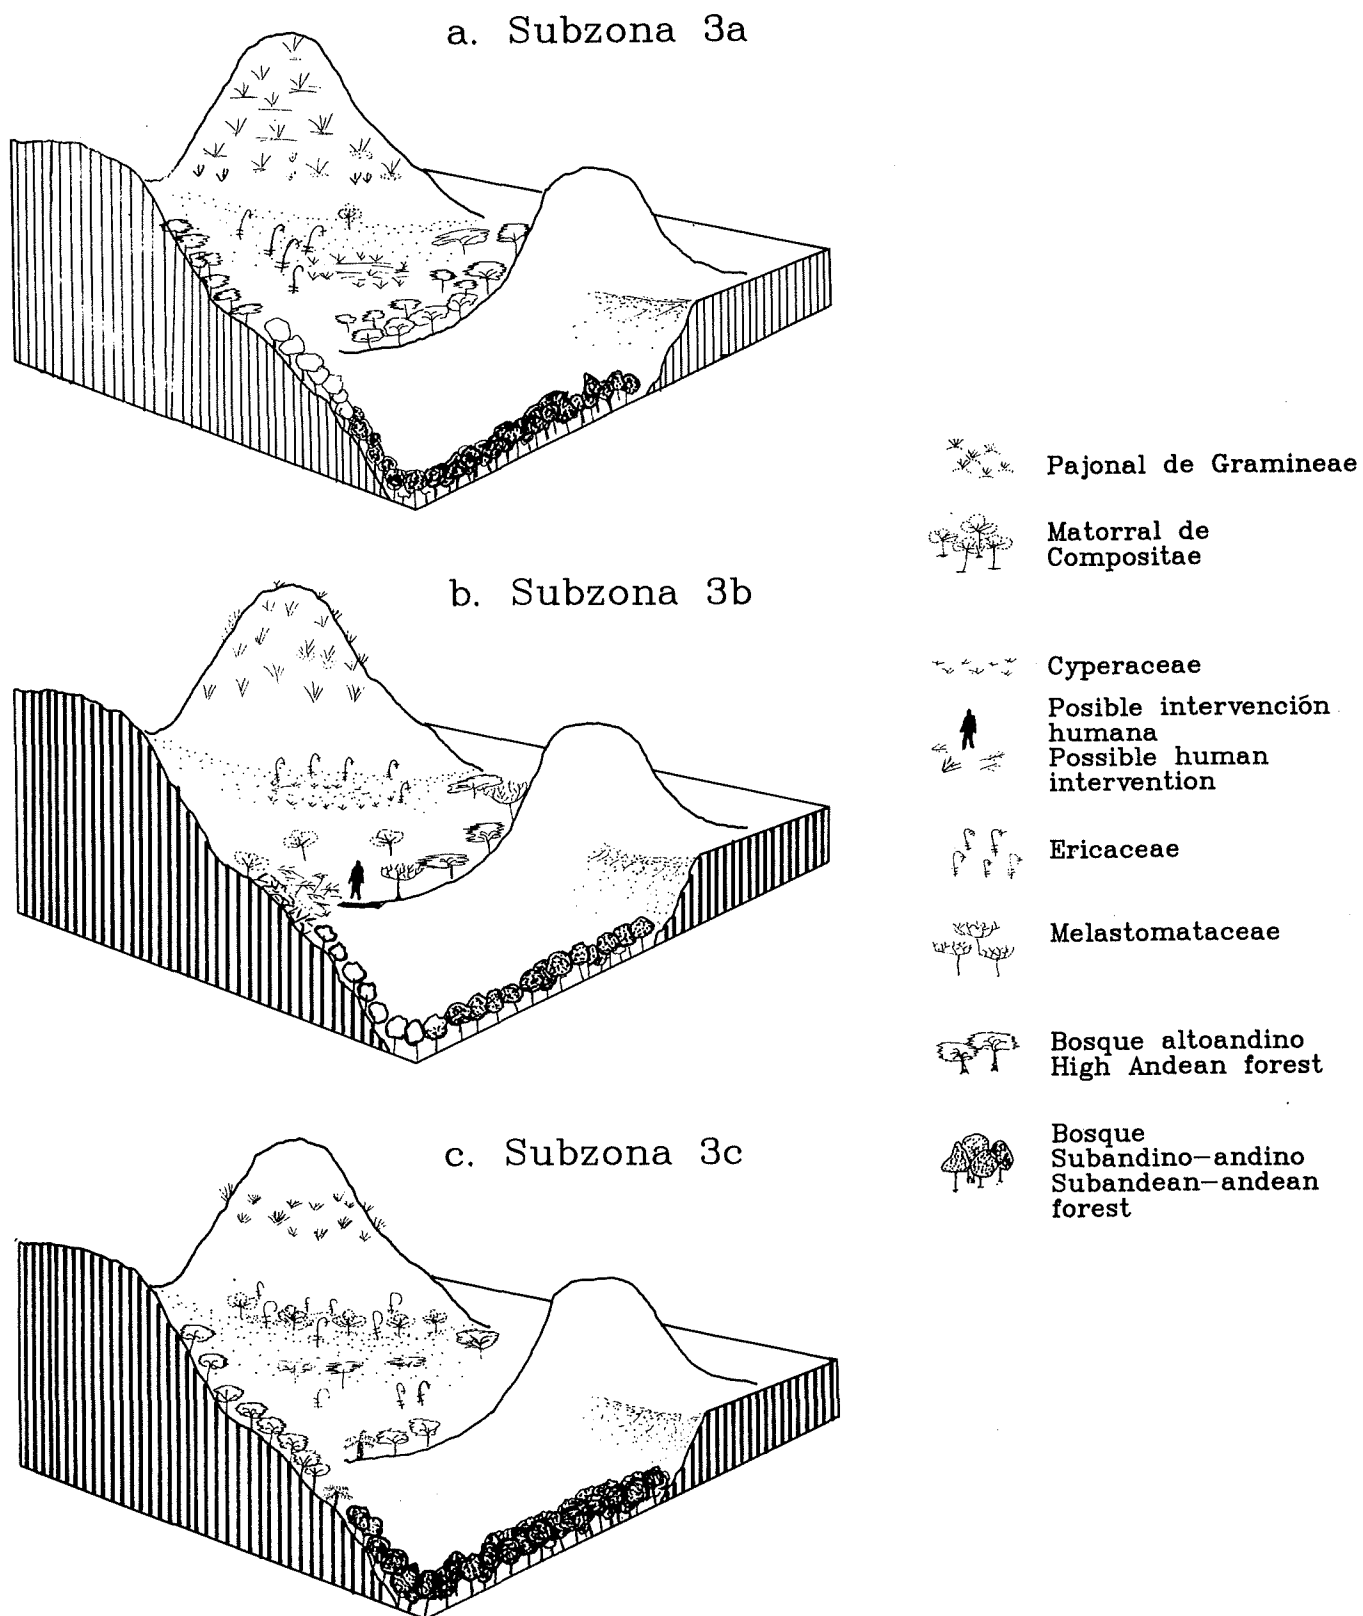 a. Subzona 3a
b. Subzona 3b
c. Subzona 3c
Pajonal de Gramineae
Matorral de
Compositae
Cyperaceae
Posible intervención
humana
Possible human
intervention
Ericaceae
Melastomataceae
Bosque altoandino
High Andean forest
Bosque
Subandino-andino
Subandean-andean
forest